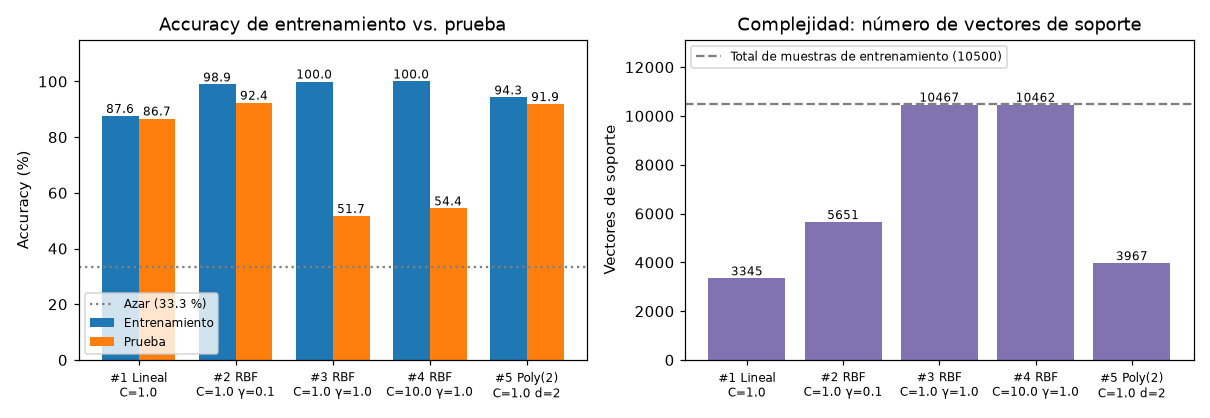 Accuracy de entrenamiento vs. prueba
Accuracy (%)
100
80
60
40
20
0
87.6
86.7
98.9
92.4
100.0
51.7
100.0
54.4
94.3
91.9
Azar (33.3 %)
Entrenamiento
Prueba
#1 Lineal
C=1.0
#2 RBF
C=1.0 γ=0.1
#3 RBF
C=1.0 γ=1.0
#4 RBF
C=10.0 γ=1.0
#5 Poly(2)
C=1.0 d=2
Complejidad: número de vectores de soporte
Vectores de soporte
12000
10000
8000
6000
4000
2000
0
Total de muestras de entrenamiento (10500)
3345
5651
10467
10462
3967
#1 Lineal
C=1.0
#2 RBF
C=1.0 γ=0.1
#3 RBF
C=1.0 γ=1.0
#4 RBF
C=10.0 γ=1.0
#5 Poly(2)
C=1.0 d=2